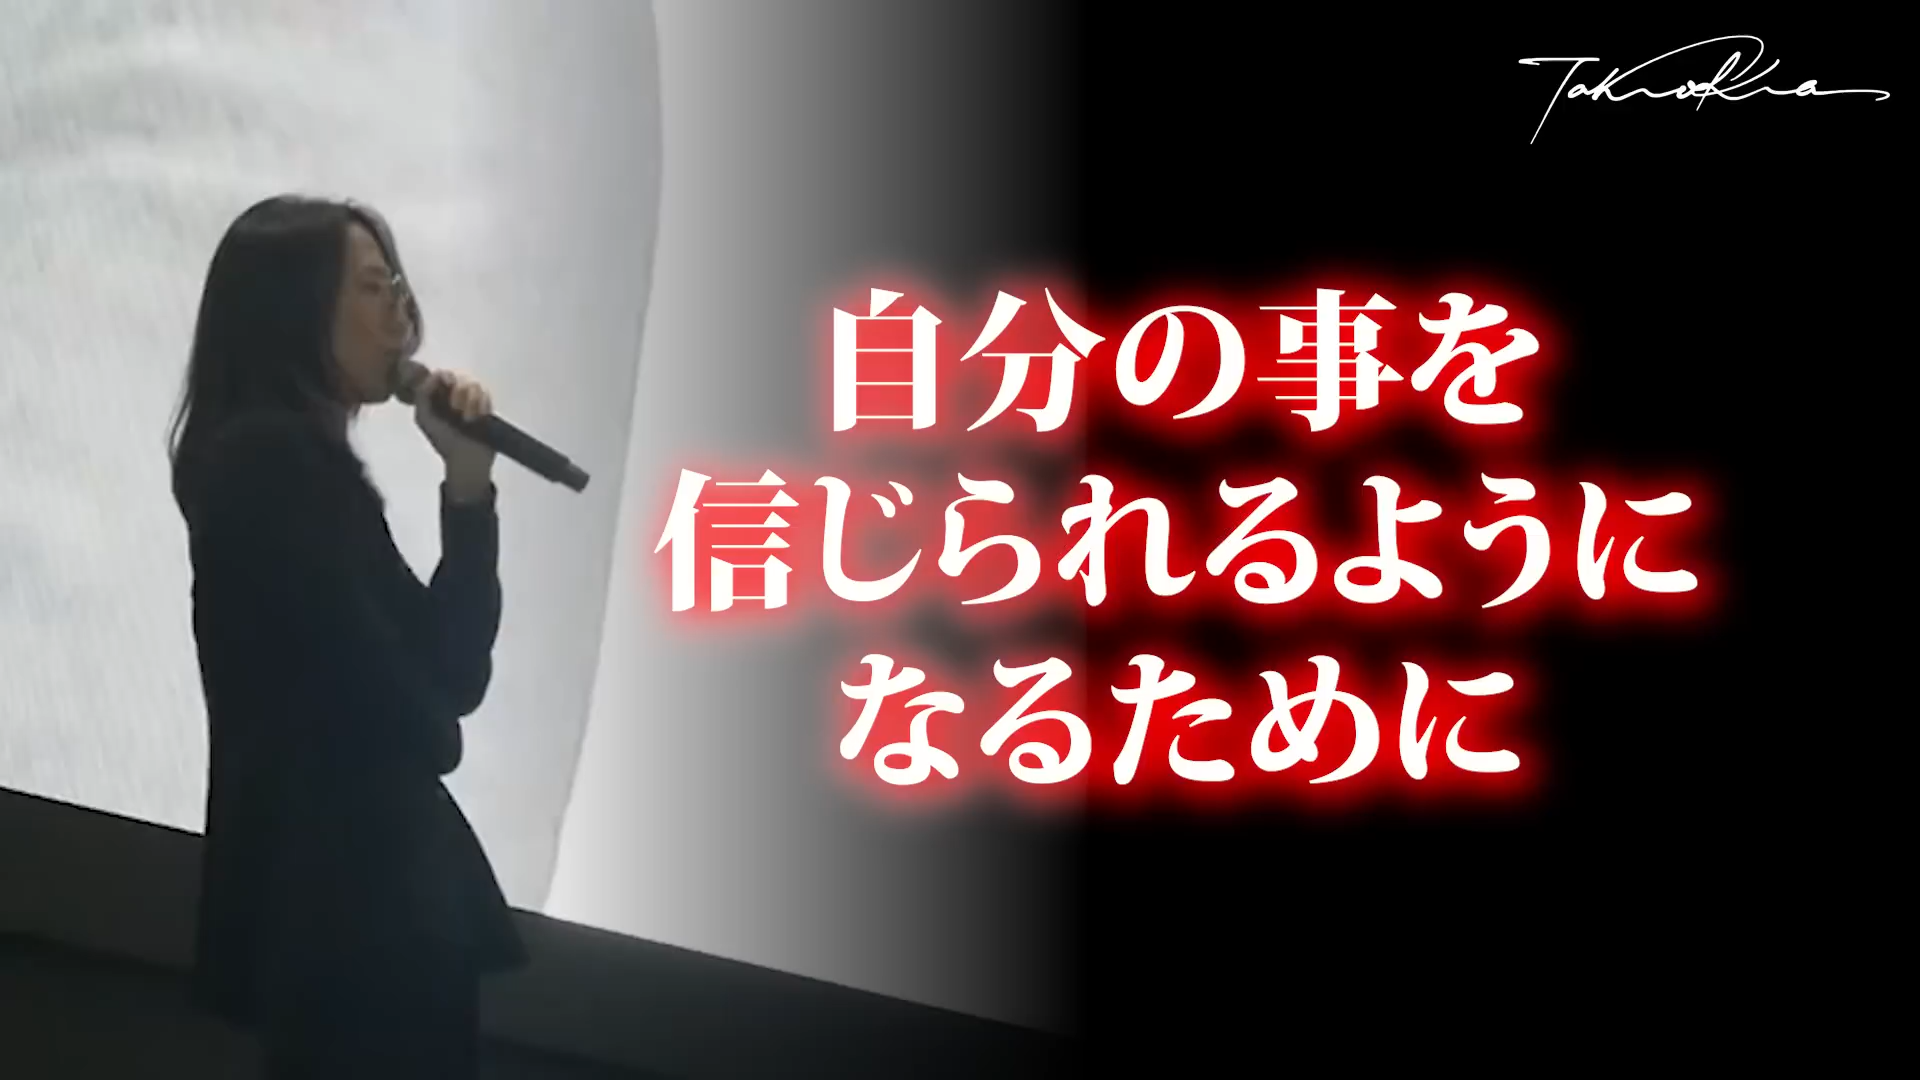 自分の事を
信じられるように
なるために